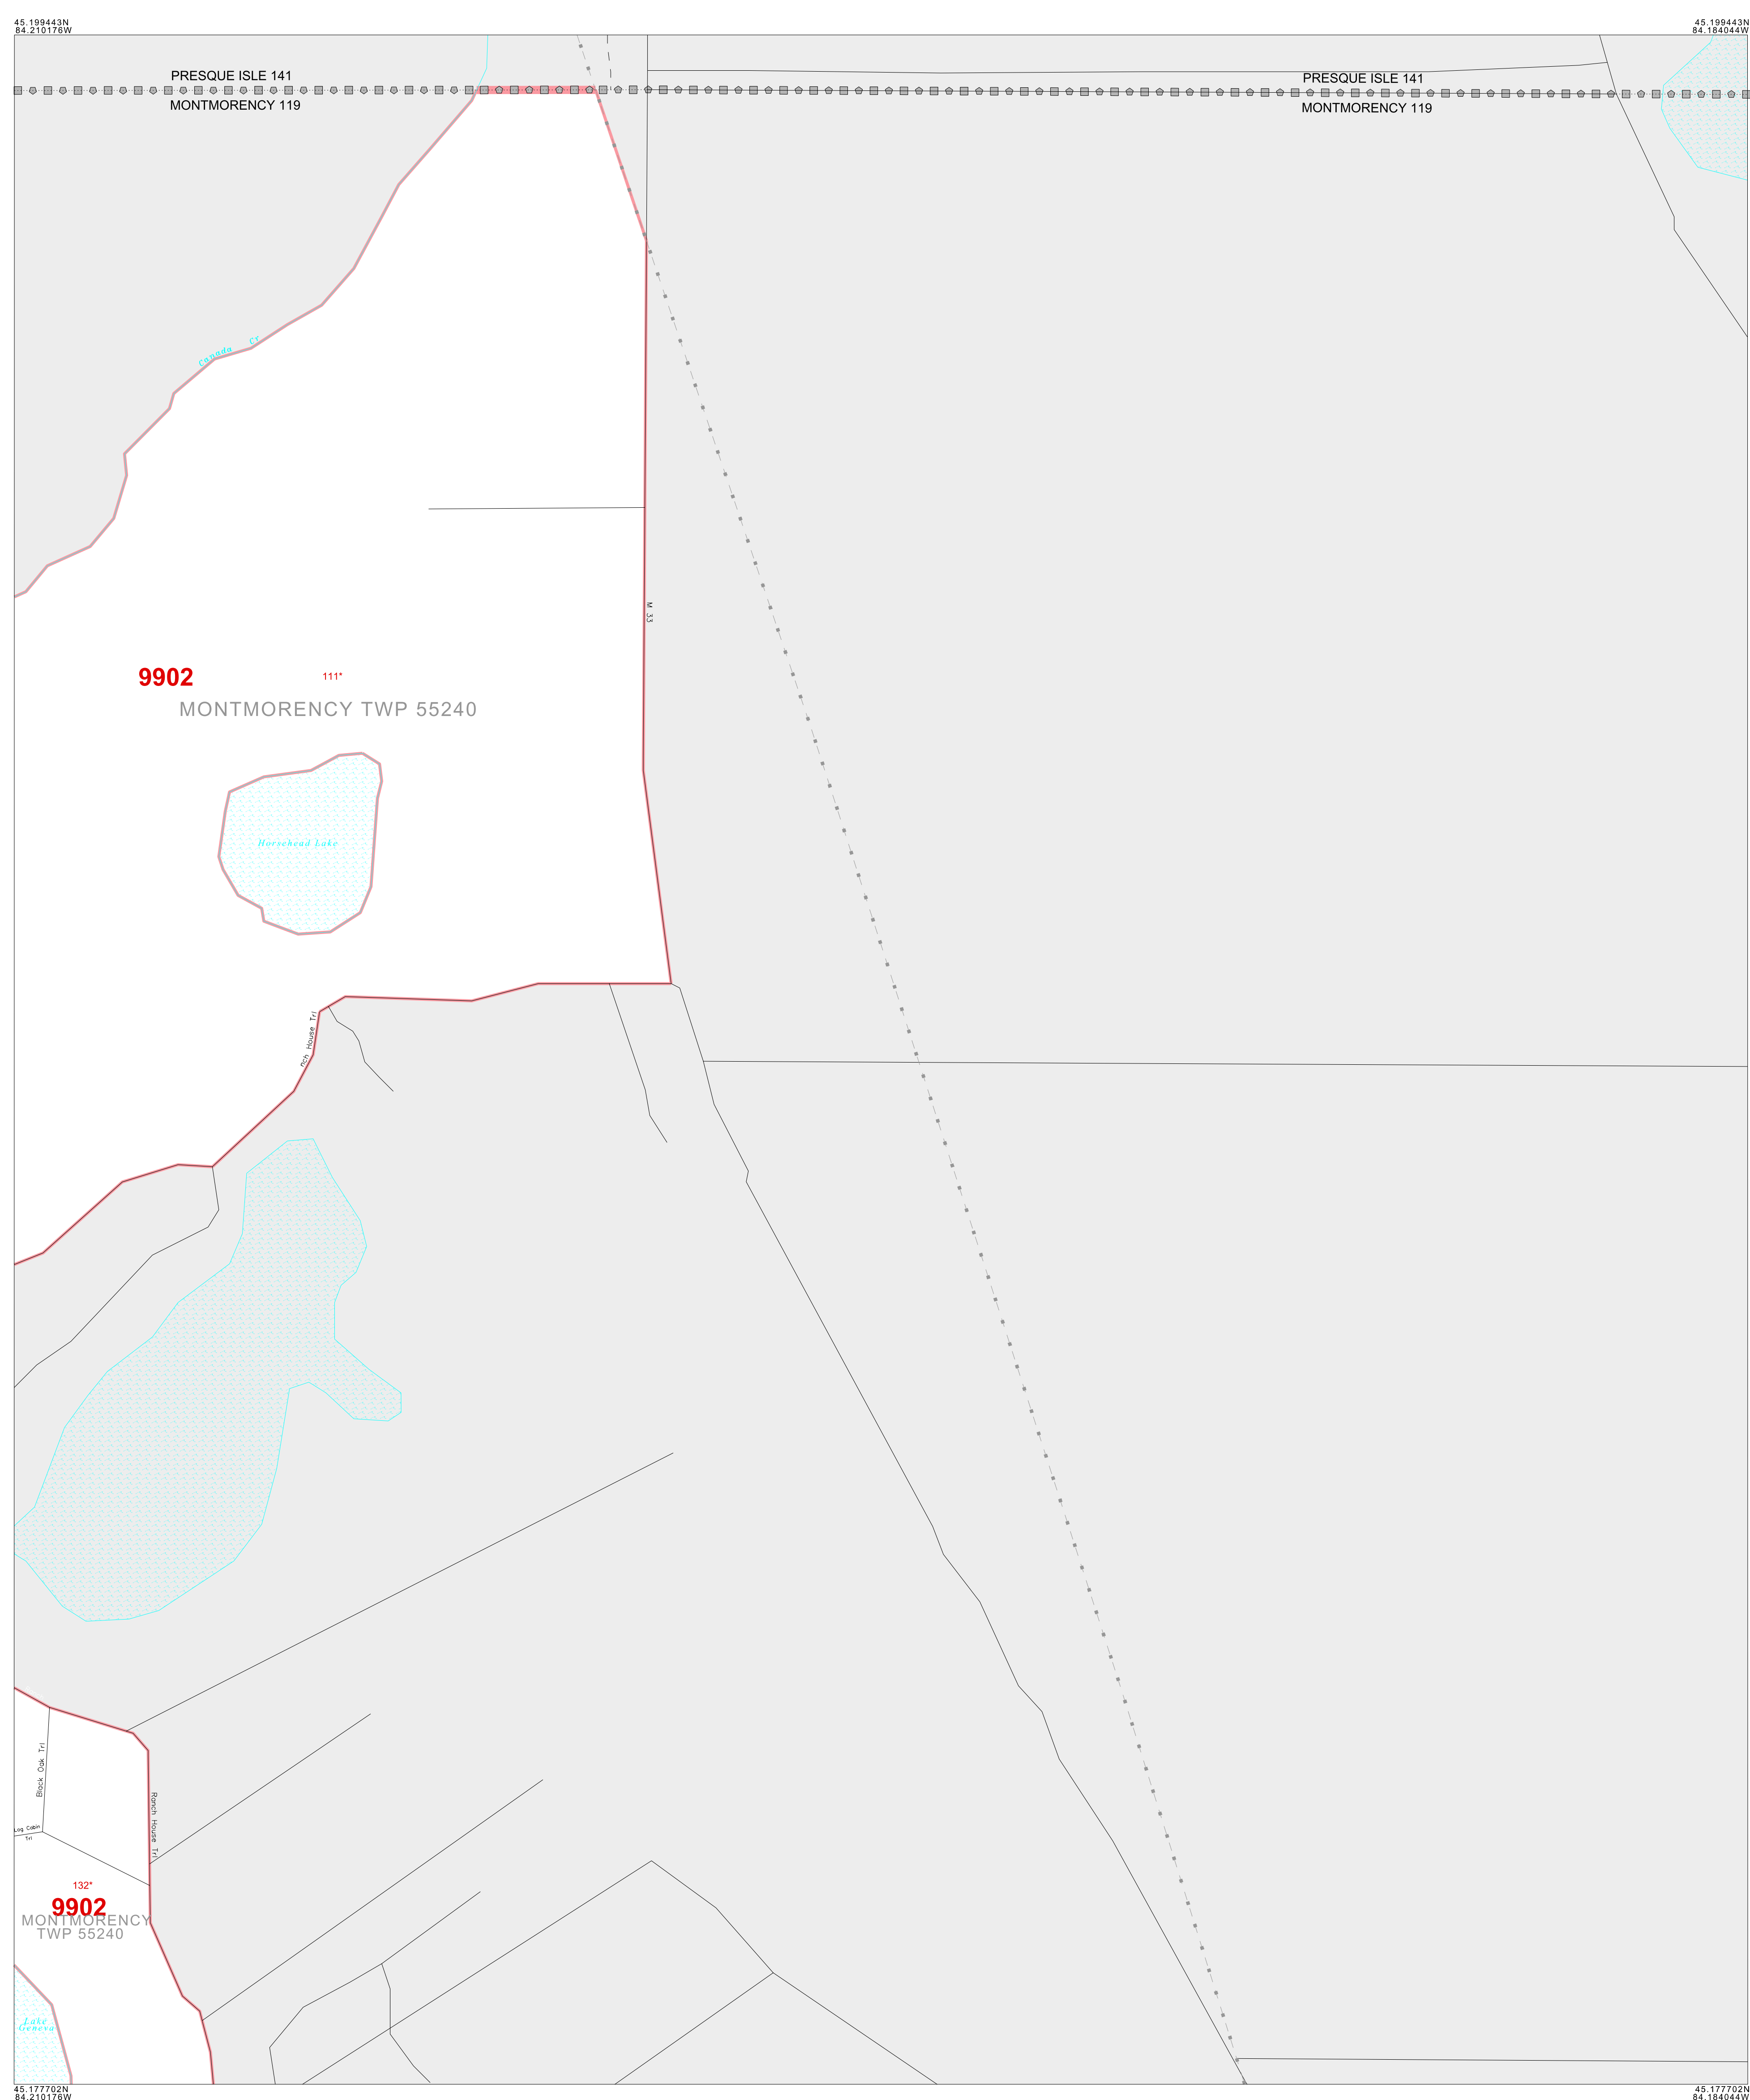 45.199443N
84.210176W
45.199443N
84.184044W
PRESQUE ISLE 141
MONTMORENCY 119
PRESQUE ISLE 141
MONTMORENCY 119
Canada Cr
M 33
9902
111*
MONTMORENCY TWP 55240
Horsehead Lake
nch House Trl
Black Oak Trl
Ranch House Trl
Log Cabin
Trl
132*
9902
MONTMORENCY
TWP 55240
Lake
Geneva
45.177702N
84.210176W
45.177702N
84.184044W